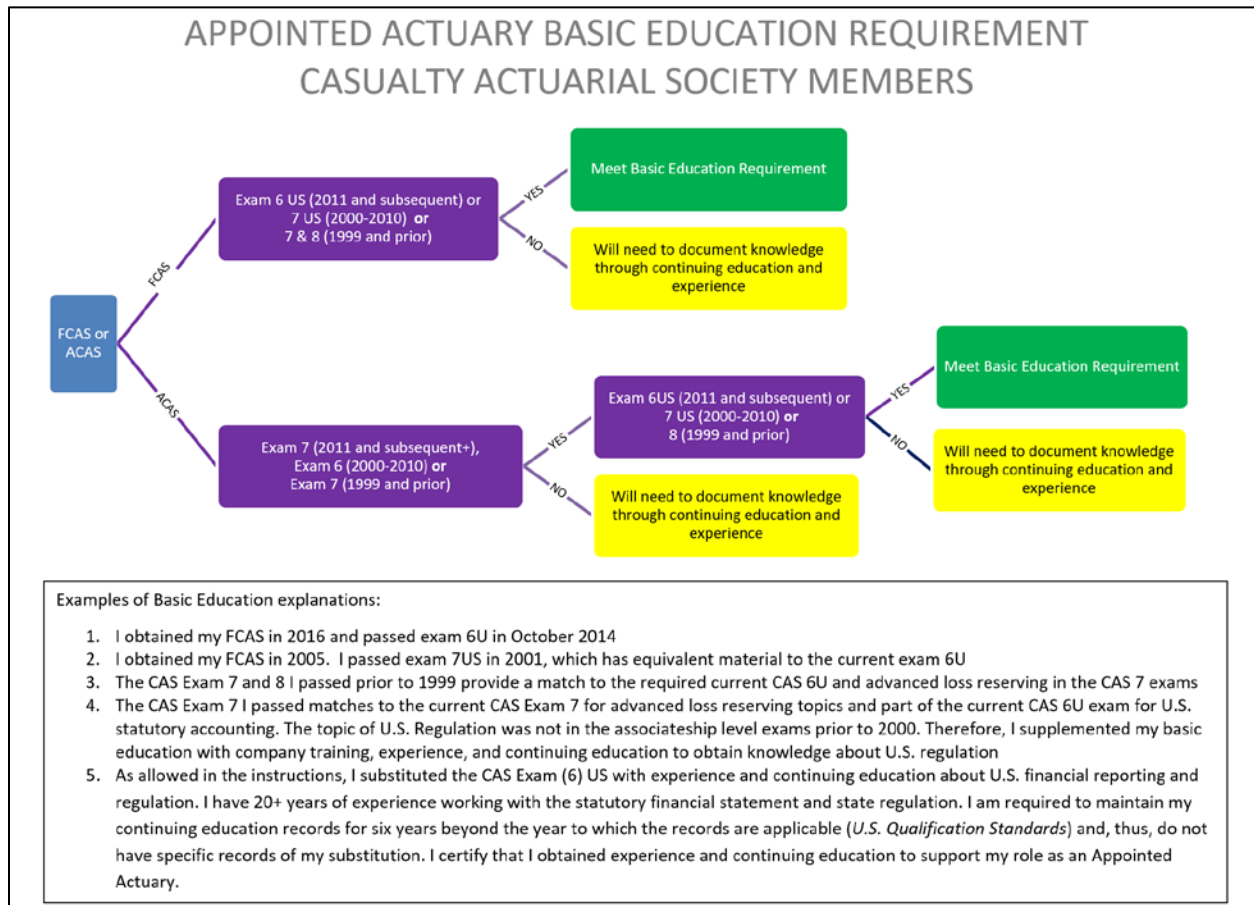 APPOINTED ACTUARY BASIC EDUCATION REQUIREMENT
CASUALTY ACTUARIAL SOCIETY MEMBERS
FCAS or
ACAS
FCAS
Exam 6 US (2011 and subsequent) or
7 US (2000-2010) or
7 & 8 (1999 and prior)
YES
Meet Basic Education Requirement
NO
Will need to document knowledge
through continuing education and
experience
ACAS
Exam 7 (2011 and subsequent+),
Exam 6 (2000-2010) or
Exam 7 (1999 and prior)
YES
Exam 6US (2011 and subsequent) or
7 US (2000-2010) or
8 (1999 and prior)
YES
Meet Basic Education Requirement
NO
Will need to document knowledge
through continuing education and
experience
NO
Will need to document knowledge
through continuing education and
experience
Examples of Basic Education explanations:
1. I obtained my FCAS in 2016 and passed exam 6U in October 2014
2. I obtained my FCAS in 2005. I passed exam 7US in 2001, which has equivalent material to the current exam 6U
3. The CAS Exam 7 and 8 I passed prior to 1999 provide a match to the required current CAS 6U and advanced loss reserving in the CAS 7 exams
4. The CAS Exam 7 I passed matches to the current CAS Exam 7 for advanced loss reserving topics and part of the current CAS 6U exam for U.S.
statutory accounting. The topic of U.S. Regulation was not in the associateship level exams prior to 2000. Therefore, I supplemented my basic
education with company training, experience, and continuing education to obtain knowledge about U.S. regulation
5. As allowed in the instructions, I substituted the CAS Exam (6) US with experience and continuing education about U.S. financial reporting and
regulation. I have 20+ years of experience working with the statutory financial statement and state regulation. I am required to maintain my
continuing education records for six years beyond the year to which the records are applicable (U.S. Qualification Standards) and, thus, do not
have specific records of my substitution. I certify that I obtained experience and continuing education to support my role as an Appointed
Actuary.